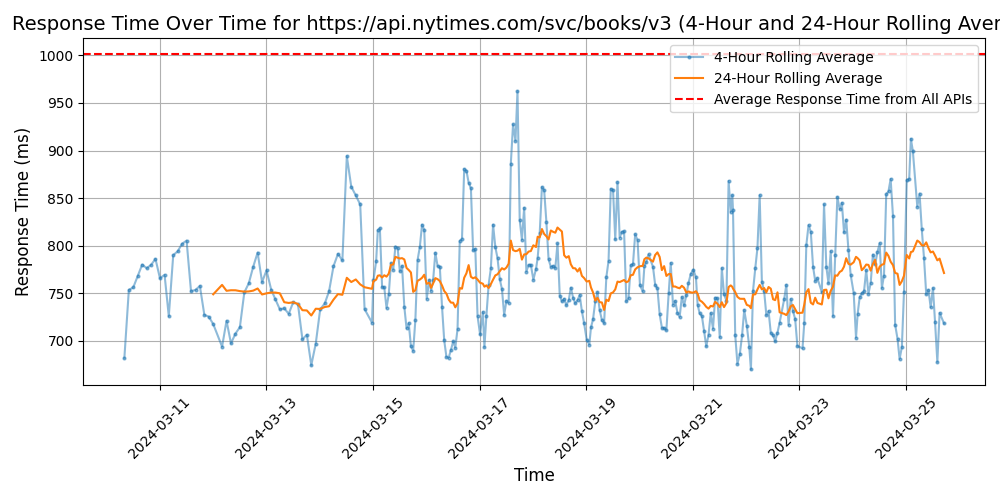 Response Time Over Time for https://api.nytimes.com/svc/books/v3 (4-Hour and 24-Hour Rolling Aver
4-Hour Rolling Average
24-Hour Rolling Average
Average Response Time from All APIs
Response Time (ms)
1000
950
900
850
800
750
700
2024-03-11
2024-03-13
2024-03-15
2024-03-17
2024-03-19
2024-03-21
2024-03-23
2024-03-25
Time